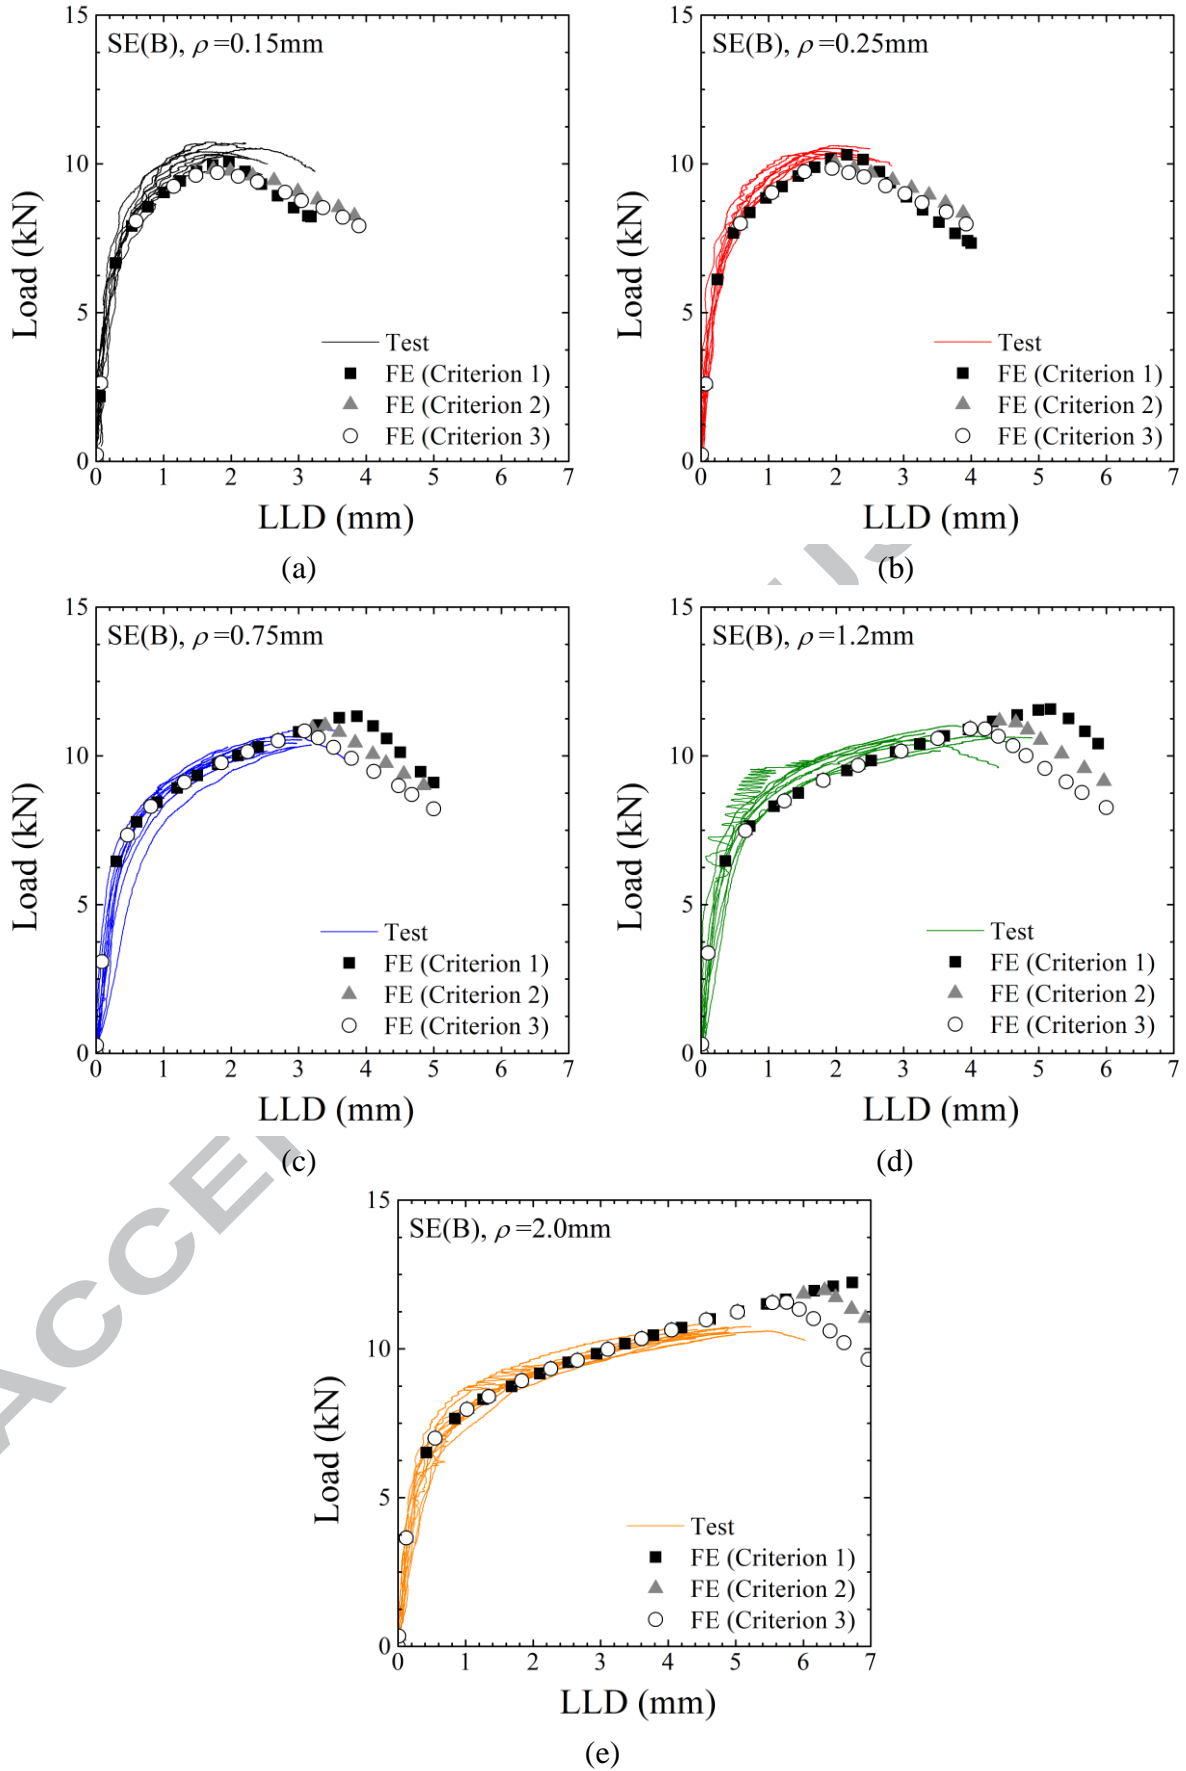 SE(B), ρ=0.15mm
15
10
5
0
Load (kN)
Test
FE (Criterion 1)
FE (Criterion 2)
FE (Criterion 3)
0 1 2 3 4 5 6 7
LLD (mm)
(a)
SE(B), ρ=0.25mm
15
10
5
0
Load (kN)
Test
FE (Criterion 1)
FE (Criterion 2)
FE (Criterion 3)
0 1 2 3 4 5 6 7
LLD (mm)
(b)
SE(B), ρ=0.75mm
15
10
5
0
Load (kN)
Test
FE (Criterion 1)
FE (Criterion 2)
FE (Criterion 3)
0 1 2 3 4 5 6 7
LLD (mm)
(c)
SE(B), ρ=1.2mm
15
10
5
0
Load (kN)
Test
FE (Criterion 1)
FE (Criterion 2)
FE (Criterion 3)
0 1 2 3 4 5 6 7
LLD (mm)
(d)
SE(B), ρ=2.0mm
15
10
5
0
Load (kN)
Test
FE (Criterion 1)
FE (Criterion 2)
FE (Criterion 3)
0 1 2 3 4 5 6 7
LLD (mm)
(e)